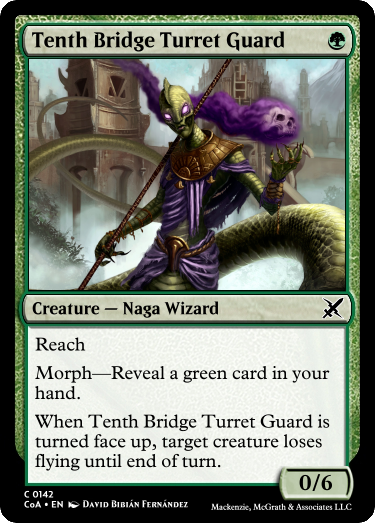 Tenth Bridge Turret Guard
Creature — Naga Wizard
Reach
Morph—Reveal a green card in your
hand.
When Tenth Bridge Turret Guard is
turned face up, target creature loses
flying until end of turn.
0/6
C 0142
CoA • EN DAVID BIBIÁN FERNÁNDEZ
Mackenzie, McGrath & Associates LLC